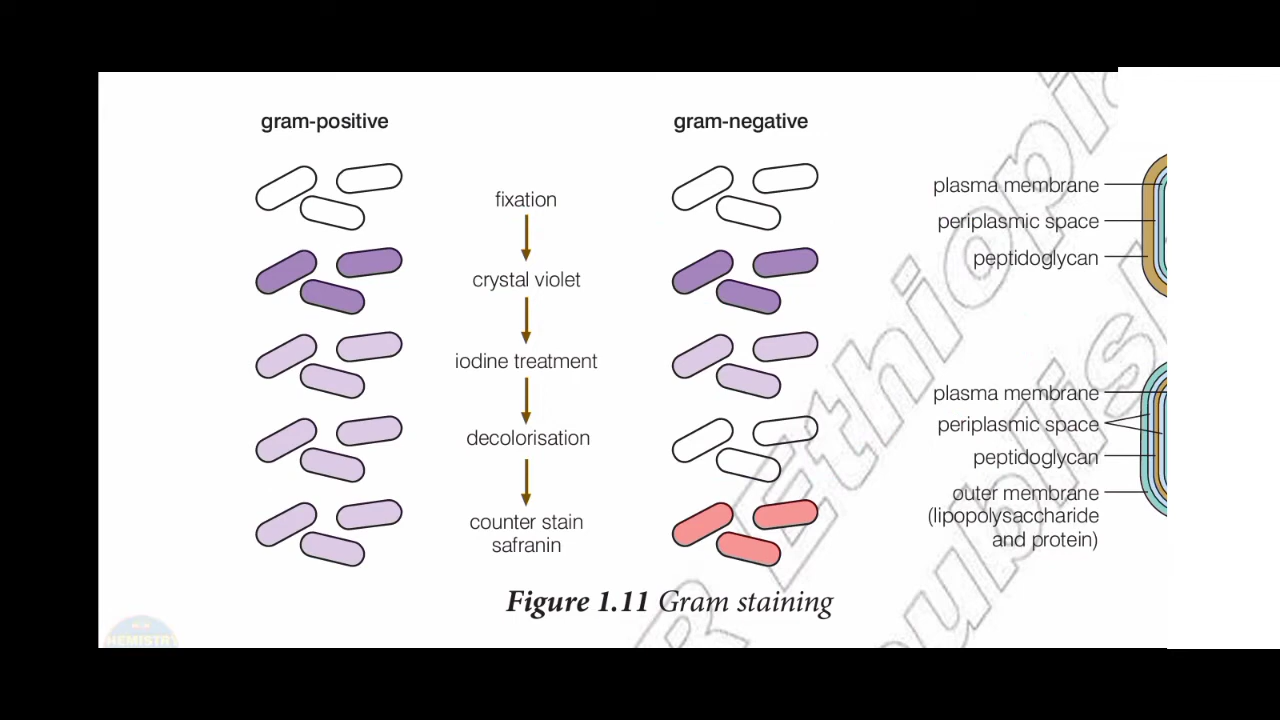 gram-positive
gram-negative
fixation
crystal violet
iodine treatment
decolorisation
counter stain
safranin
plasma membrane
periplasmic space
peptidoglycan
plasma membrane
periplasmic space
peptidoglycan
outer membrane
(lipopolysaccharide
and protein)
Figure 1.11 Gram staining